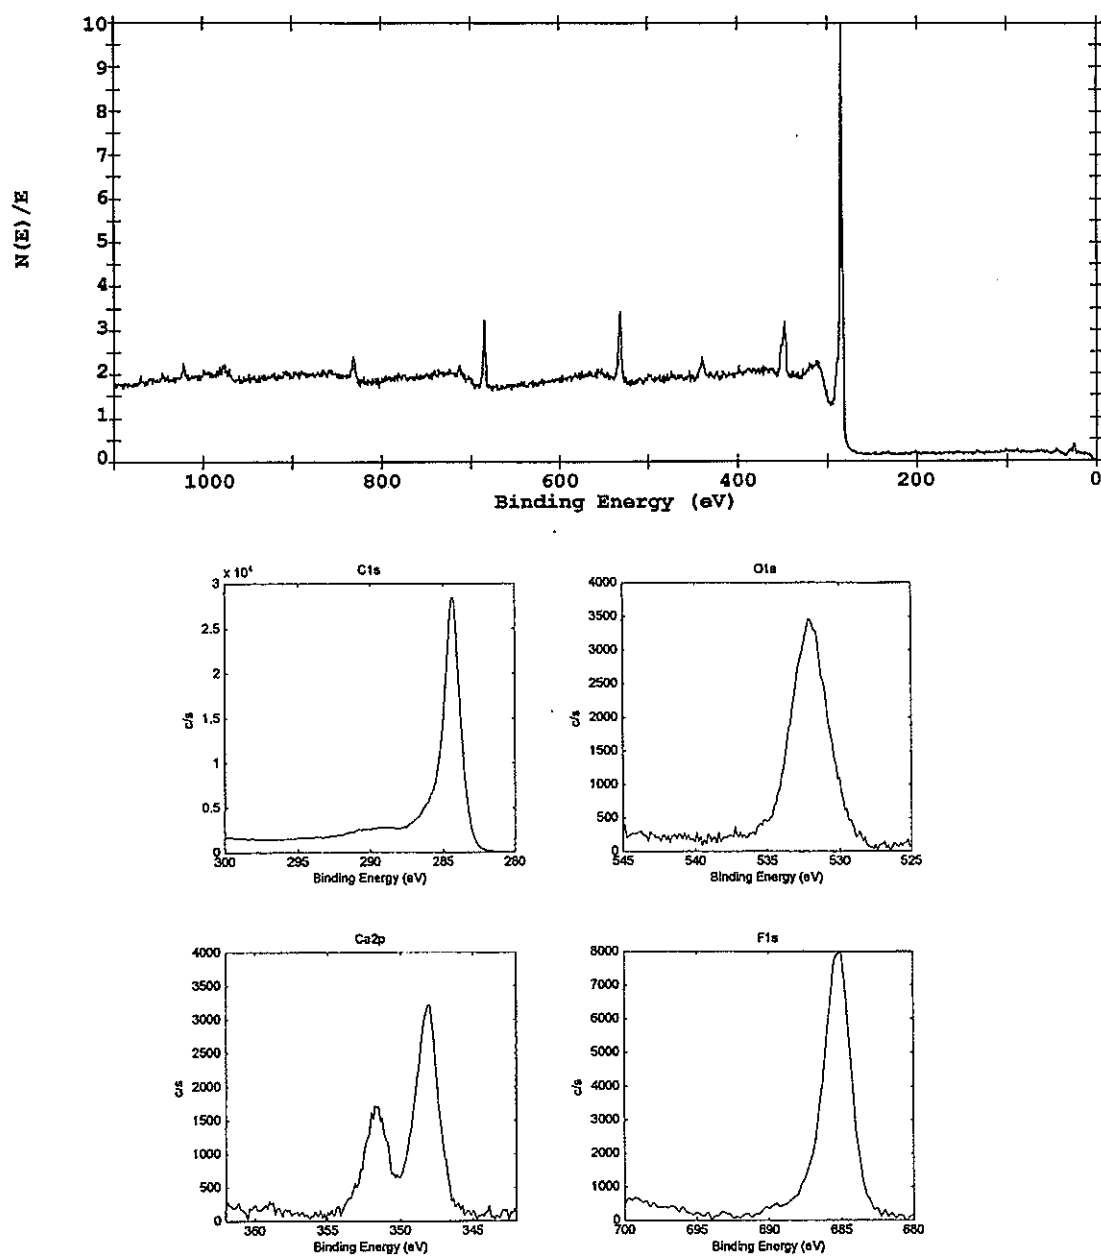 10
9
8
7
6
5
4
3
2
1
0
N(E)/E
1000 800 600 400 200 0
Binding Energy (eV)
C1s
x 10⁴
3
2.5
2
1.5
1
0.5
0
c/s
300 295 290 285 280
Binding Energy (eV)
O1s
4000
3500
3000
2500
2000
1500
1000
500
0
c/s
545 540 535 530 525
Binding Energy (eV)
Ca2p
4000
3500
3000
2500
2000
1500
1000
500
0
c/s
360 355 350 345
Binding Energy (eV)
F1s
8000
7000
6000
5000
4000
3000
2000
1000
0
c/s
700 695 690 685 680
Binding Energy (eV)